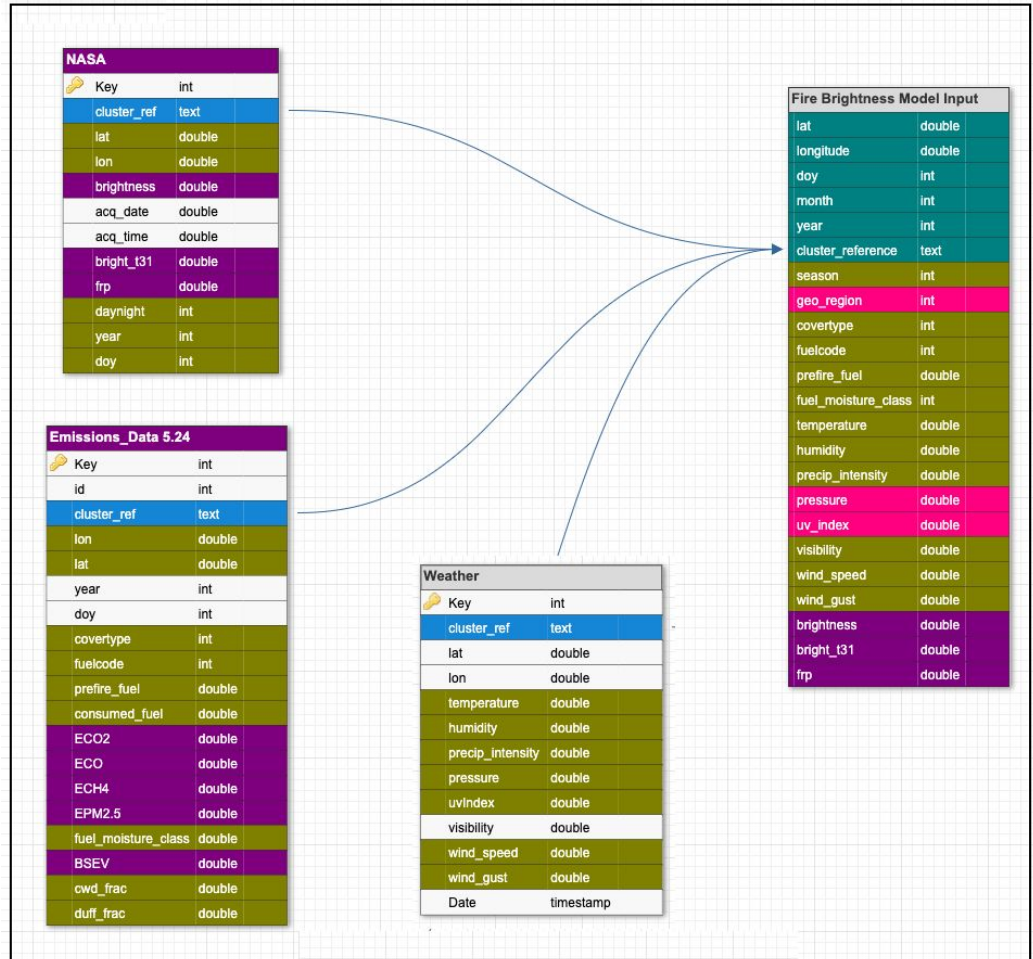 NASA
Key int
cluster_ref text
lat double
lon double
brightness double
acq_date double
acq_time double
bright_t31 double
frp double
daynight int
year int
doy int
Emissions_Data 5.24
Key int
id int
cluster_ref text
lon double
lat double
year int
doy int
covertype int
fuelcode int
prefire_fuel double
consumed_fuel double
ECO2 double
ECO double
ECH4 double
EPM2.5 double
fuel_moisture_class double
BSEV double
cwd_frac double
duff_frac double
Weather
Key int
cluster_ref text
lat double
lon double
temperature double
humidity double
precip_intensity double
pressure double
uvIndex double
visibility double
wind_speed double
wind_gust double
Date timestamp
Fire Brightness Model Input
lat double
longitude double
doy int
month int
year int
cluster_reference text
season int
geo_region int
covertype int
fuelcode int
prefire_fuel double
fuel_moisture_class int
temperature double
humidity double
precip_intensity double
pressure double
uv_index double
visibility double
wind_speed double
wind_gust double
brightness double
bright_t31 double
frp double